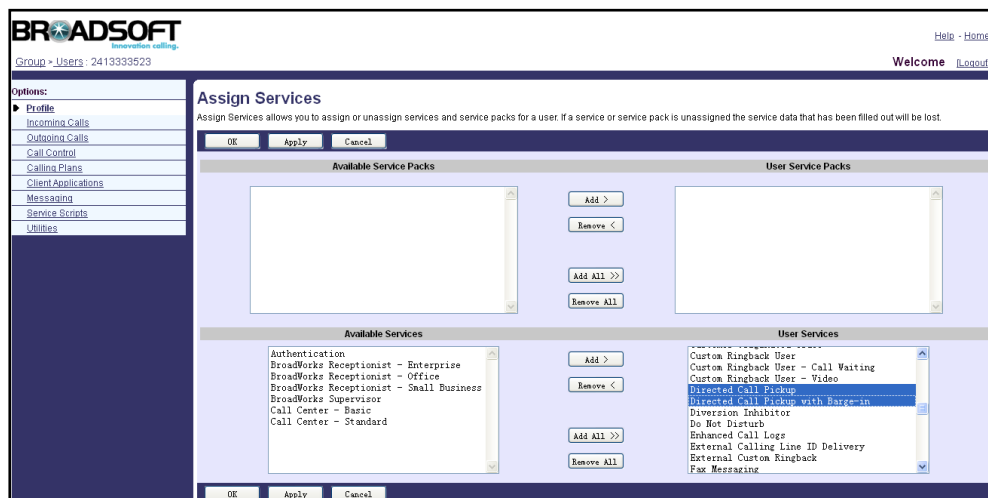 BROADSOFT
Innovation calling.
Help - Home
Group > Users : 2413333523
Welcome [Logout
Options:
Profile
Incoming Calls
Outgoing Calls
Call Control
Calling Plans
Client Applications
Messaging
Service Scripts
Utilities
Assign Services
Assign Services allows you to assign or unassign services and service packs for a user. If a service or service pack is unassigned the service data that has been filled out will be lost.
OK Apply Cancel
Available Service Packs
User Service Packs
Add >
Remove <
Add All >>
Remove All
Available Services
User Services
Authentication
BroadWorks Receptionist - Enterprise
BroadWorks Receptionist - Office
BroadWorks Receptionist - Small Business
BroadWorks Supervisor
Call Center - Basic
Call Center - Standard
Add >
Remove <
Add All >>
Remove All
Custom Ringback User
Custom Ringback User - Call Waiting
Custom Ringback User - Video
Directed Call Pickup
Directed Call Pickup with Barge-in
Diversion Inhibitor
Do Not Disturb
Enhanced Call Logs
External Calling Line ID Delivery
External Custom Ringback
Fax Messaging
OK Apply Cancel